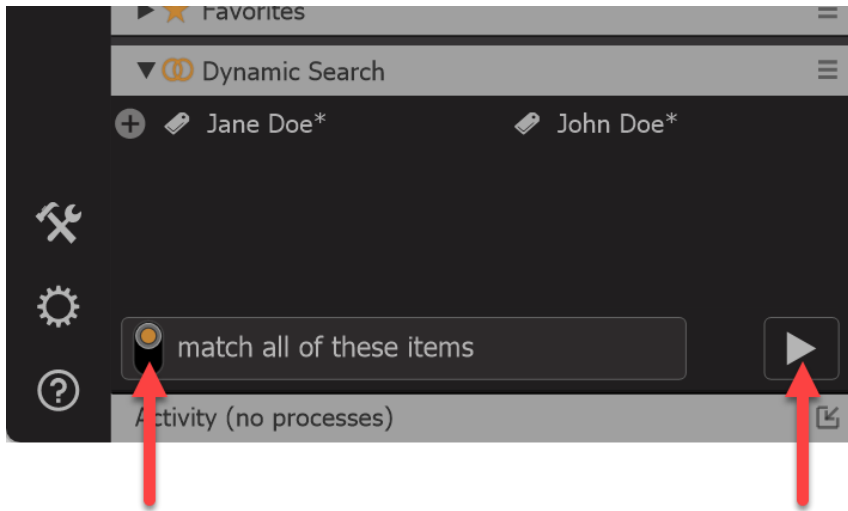 Favorites
Dynamic Search
Jane Doe* John Doe*
match all of these items
Activity (no processes)